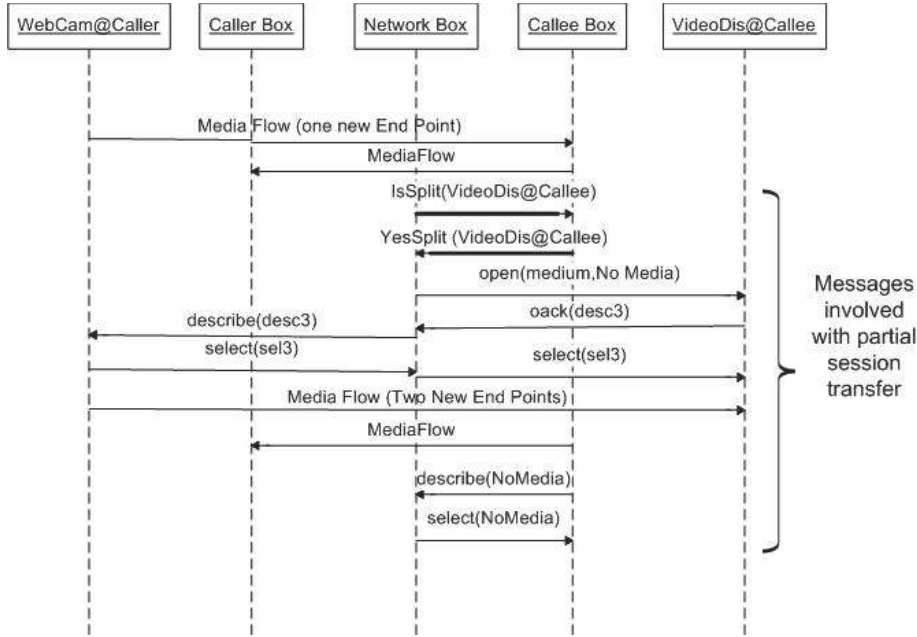 WebCam@Caller
Caller Box
Network Box
Callee Box
VideoDis@Callee
Media Flow (one new End Point)
MediaFlow
IsSplit(VideoDis@Callee)
YesSplit (VideoDis@Callee)
open(medium,No Media)
oack(desc3)
describe(desc3)
select(sel3)
select(sel3)
Media Flow (Two New End Points)
MediaFlow
describe(NoMedia)
select(NoMedia)
Messages
involved
with partial
session
transfer